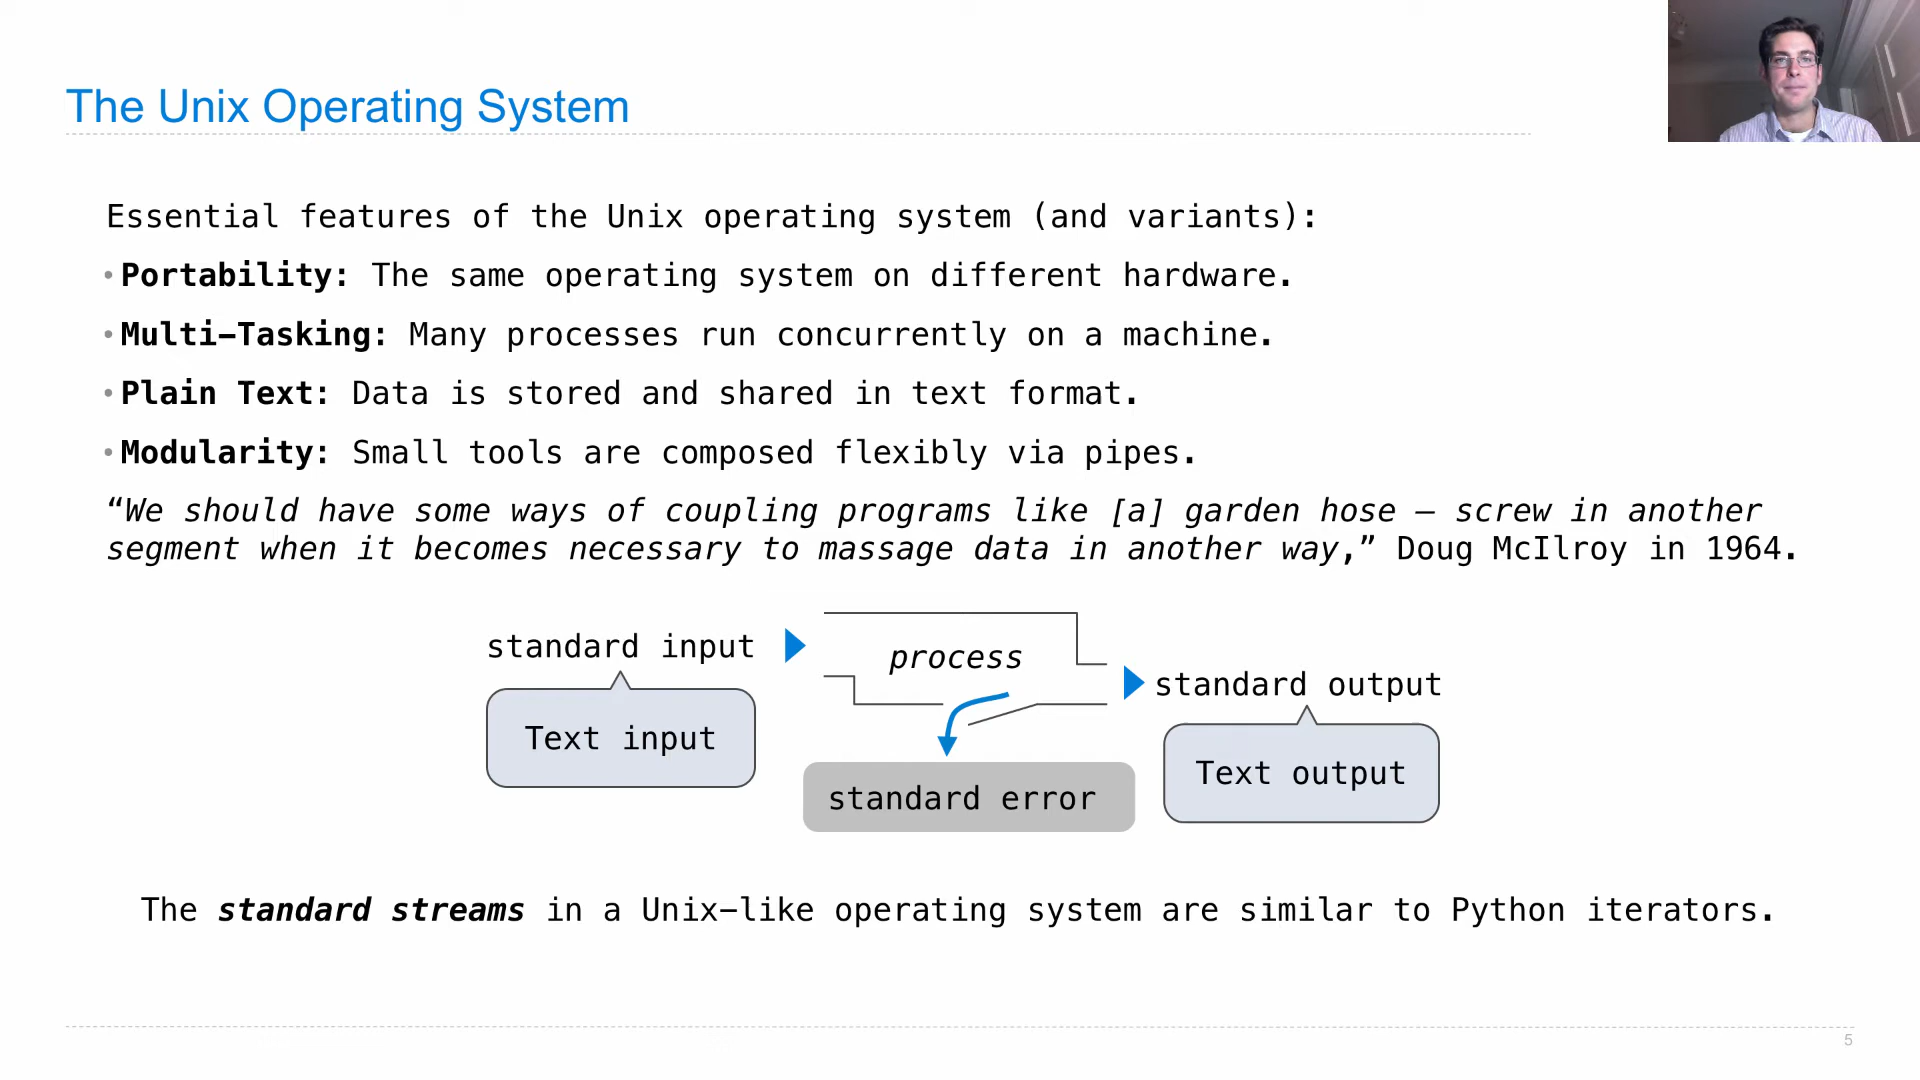 The Unix Operating System
Essential features of the Unix operating system (and variants):
•Portability: The same operating system on different hardware.
•Multi–Tasking: Many processes run concurrently on a machine.
•Plain Text: Data is stored and shared in text format.
•Modularity: Small tools are composed flexibly via pipes.
“We should have some ways of coupling programs like [a] garden hose – screw in another
segment when it becomes necessary to massage data in another way,” Doug McIlroy in 1964.
standard input
process
standard output
Text input
Text output
standard error
The standard streams in a Unix–like operating system are similar to Python iterators.
5